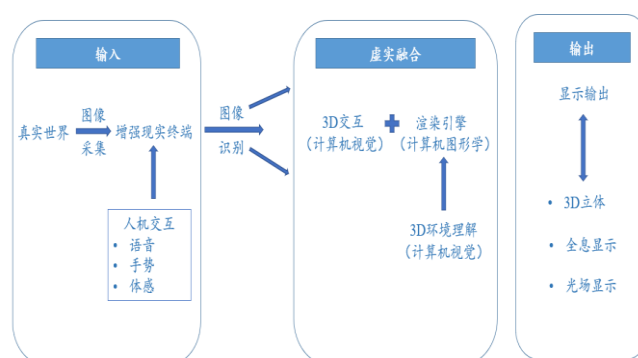 输入
真实世界
图像
采集
增强现实终端
人机交互
• 语音
• 手势
• 体感
图像
识别
虚实融合
3D交互
（计算机视觉）
渲染引擎
（计算机图形学）
3D环境理解
（计算机视觉）
输出
显示输出
• 3D立体
• 全息显示
• 光场显示